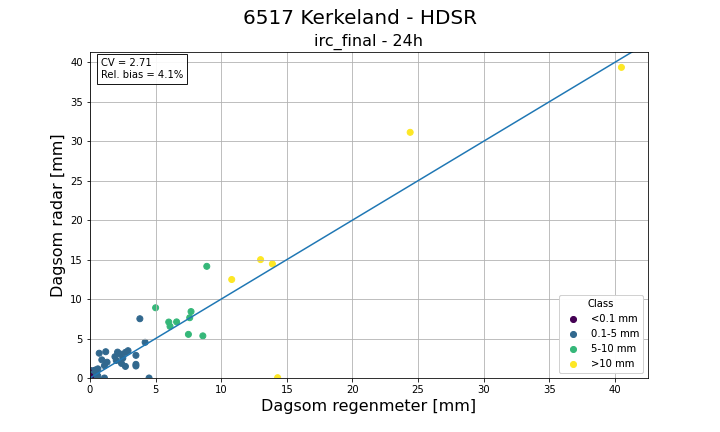 6517 Kerkeland - HDSR
irc_final - 24h
CV = 2.71
Rel. bias = 4.1%
40
35
30
25
20
15
10
5
0
Dagsom radar [mm]
Class
<0.1 mm
0.1-5 mm
5-10 mm
>10 mm
0 5 10 15 20 25 30 35 40
Dagsom regenmeter [mm]